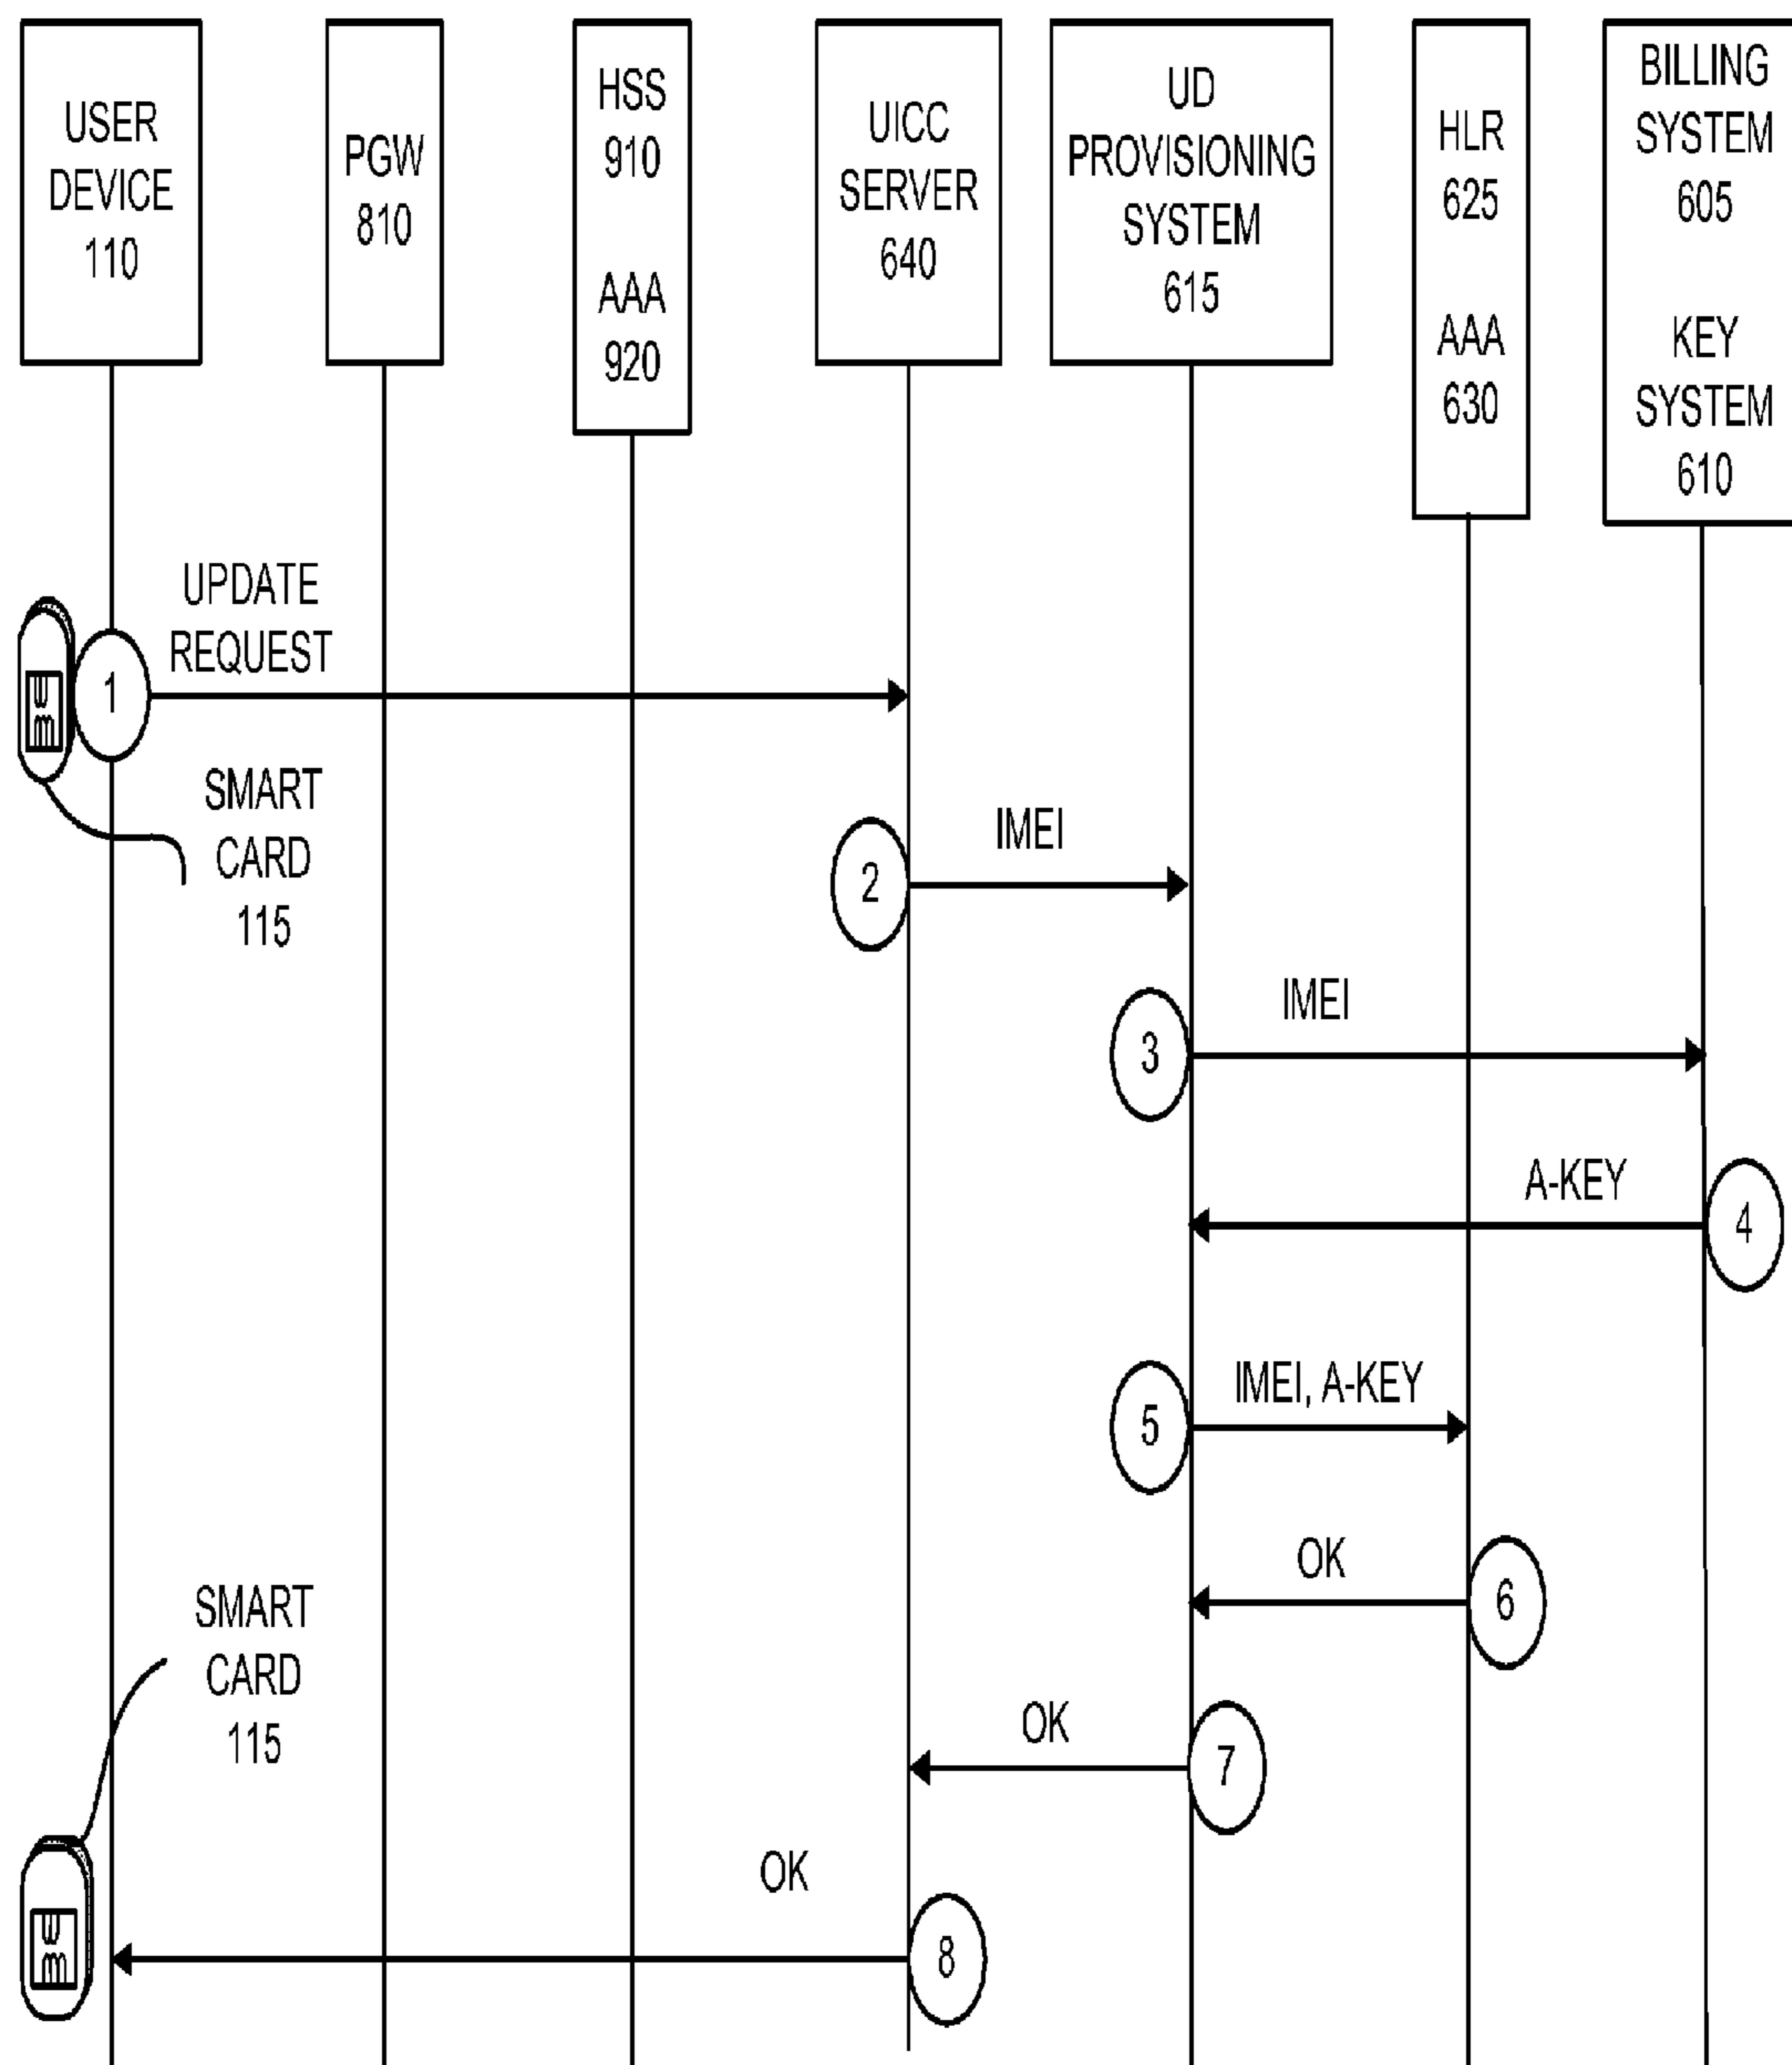 USER
DEVICE
110
PGW
810
HSS
910
AAA
920
UICC
SERVER
640
UD
PROVISIONING
SYSTEM
615
HLR
625
AAA
630
BILLING
SYSTEM
605
KEY
SYSTEM
610
UPDATE
REQUEST
1
SMART
CARD
115
IMEI
2
IMEI
3
A-KEY
4
IMEI, A-KEY
5
OK
6
SMART
CARD
115
OK
7
OK
8